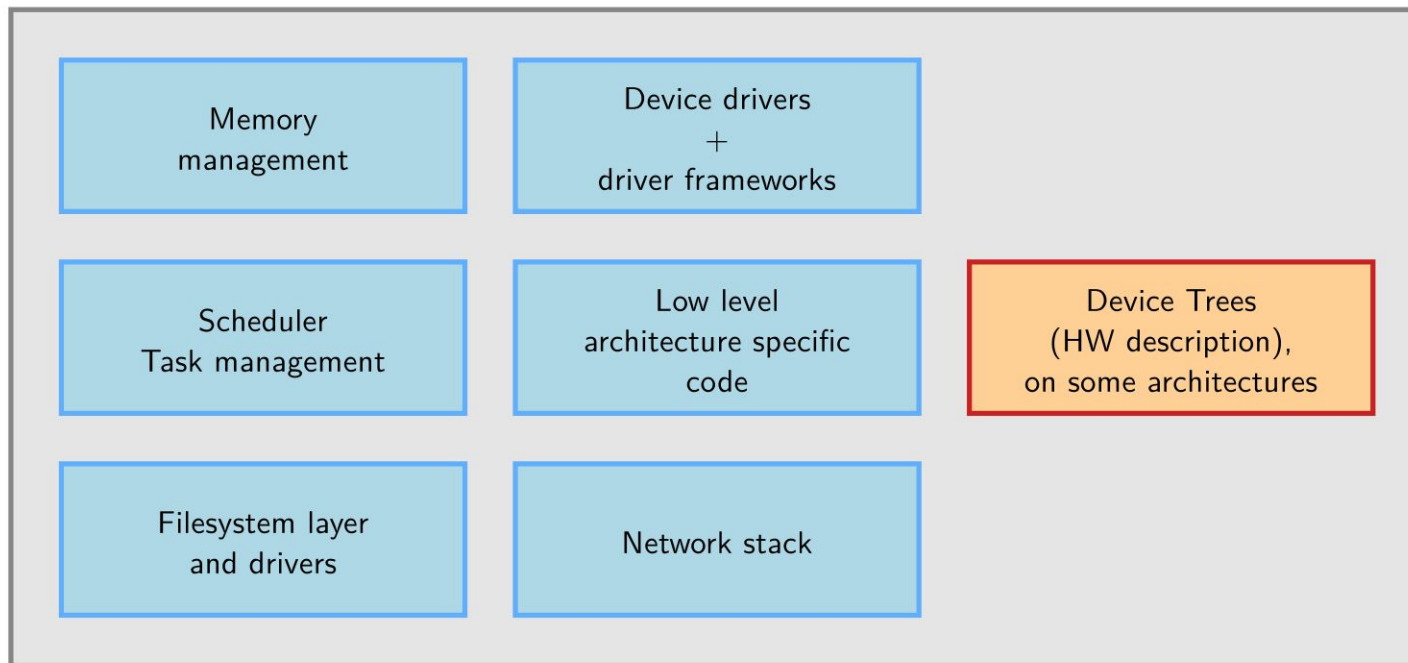 Memory
management
Device drivers
+
driver frameworks
Scheduler
Task management
Low level
architecture specific
code
Device Trees
(HW description),
on some architectures
Filesystem layer
and drivers
Network stack